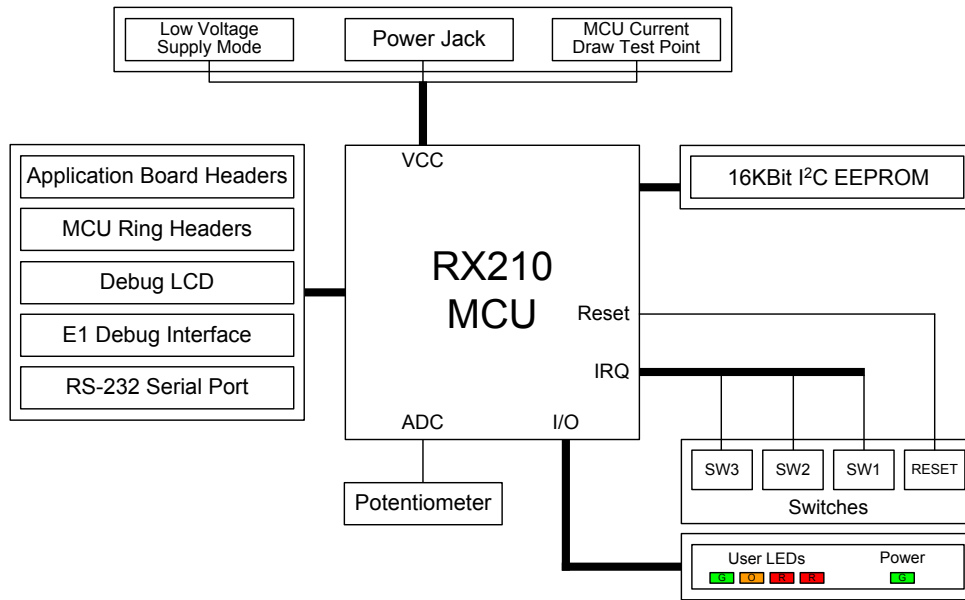 Low Voltage
Supply Mode
Power Jack
MCU Current
Draw Test Point
VCC
Application Board Headers
MCU Ring Headers
Debug LCD
E1 Debug Interface
RS-232 Serial Port
16KBit I²C EEPROM
RX210
MCU
Reset
IRQ
ADC
I/O
Potentiometer
SW3
SW2
SW1
RESET
Switches
User LEDs
Power
G
O
R
R
G